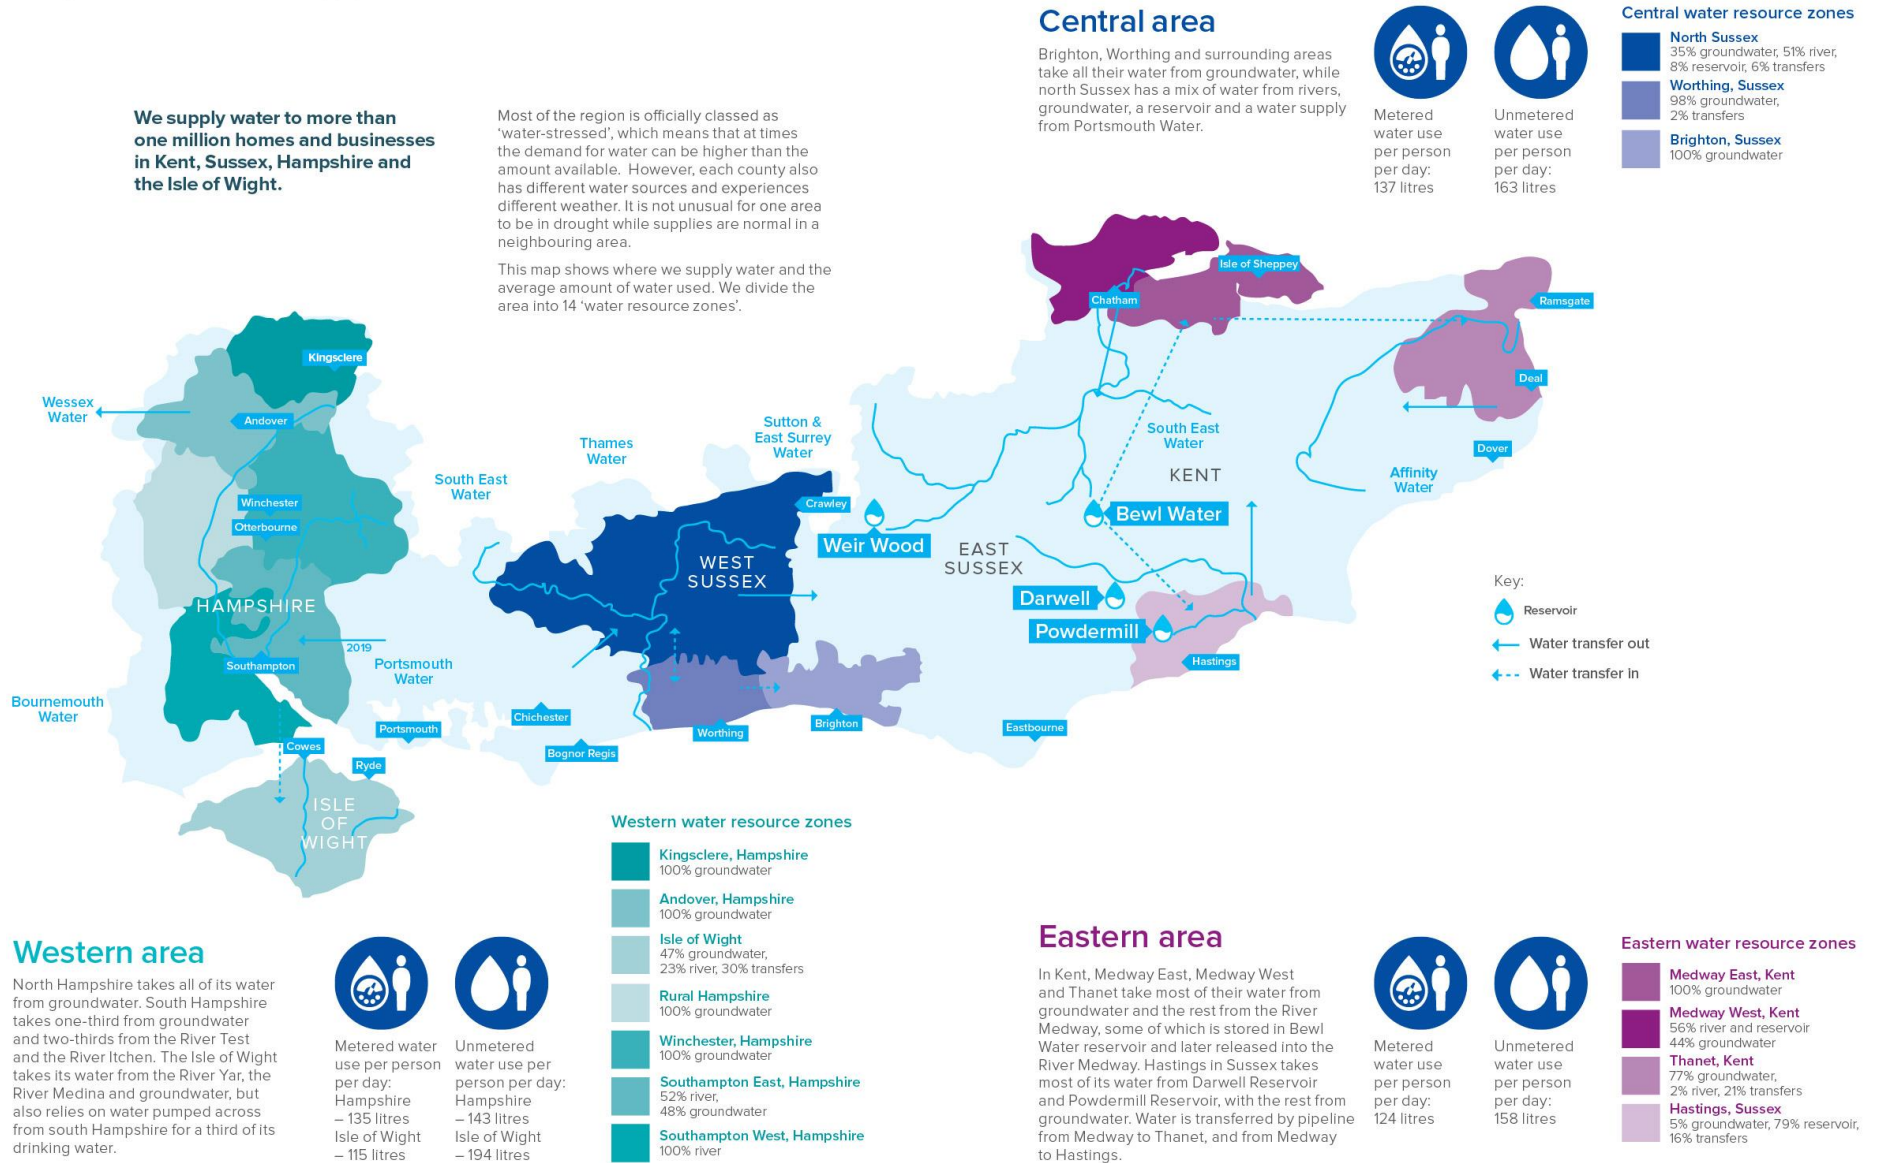 We supply water to more than
one million homes and businesses
in Kent, Sussex, Hampshire and
the Isle of Wight.
Most of the region is officially classed as
‘water-stressed’, which means that at times
the demand for water can be higher than the
amount available.  However, each county also
has different water sources and experiences
different weather. It is not unusual for one area
to be in drought while supplies are normal in a
neighbouring area.
This map shows where we supply water and the
average amount of water used. We divide the
area into 14 ‘water resource zones’.
Central area
Brighton, Worthing and surrounding areas
take all their water from groundwater, while
north Sussex has a mix of water from rivers,
groundwater, a reservoir and a water supply
from Portsmouth Water.
Metered
water use
per person
per day:
137 litres
Unmetered
water use
per person
per day:
163 litres
Central water resource zones
North Sussex
35% groundwater, 51% river,
8% reservoir, 6% transfers
Worthing, Sussex
98% groundwater,
2% transfers
Brighton, Sussex
100% groundwater
Isle of Sheppey
Chatham
Ramsgate
Kingsclere
Deal
Wessex
Water
Andover
Sutton &
East Surrey
Water
Thames
Water
South East
Water
South East
Water
Dover
KENT
Affinity
Water
Winchester
Otterbourne
Crawley
Weir Wood
Bewl Water
EAST
SUSSEX
WEST
SUSSEX
Darwell
Powdermill
HAMPSHIRE
2019
Southampton
Portsmouth
Water
Hastings
Bournemouth
Water
Portsmouth
Chichester
Bognor Regis
Worthing
Brighton
Eastbourne
Cowes
Ryde
ISLE
OF
WIGHT
Key:
Reservoir
Water transfer out
Water transfer in
Western water resource zones
Kingsclere, Hampshire
100% groundwater
Andover, Hampshire
100% groundwater
Isle of Wight
47% groundwater,
23% river, 30% transfers
Rural Hampshire
100% groundwater
Winchester, Hampshire
100% groundwater
Southampton East, Hampshire
52% river,
48% groundwater
Southampton West, Hampshire
100% river
Western area
North Hampshire takes all of its water
from groundwater. South Hampshire
takes one-third from groundwater
and two-thirds from the River Test
and the River Itchen. The Isle of Wight
takes its water from the River Yar, the
River Medina and groundwater, but
also relies on water pumped across
from south Hampshire for a third of its
drinking water.
Metered water
use per person
per day:
Hampshire
– 135 litres
Isle of Wight
– 115 litres
Unmetered
water use per
person per day:
Hampshire
– 143 litres
Isle of Wight
– 194 litres
Eastern area
In Kent, Medway East, Medway West
and Thanet take most of their water from
groundwater and the rest from the River
Medway, some of which is stored in Bewl
Water reservoir and later released into the
River Medway. Hastings in Sussex takes
most of its water from Darwell Reservoir
and Powdermill Reservoir, with the rest from
groundwater. Water is transferred by pipeline
from Medway to Thanet, and from Medway
to Hastings.
Metered
water use
per person
per day:
124 litres
Unmetered
water use
per person
per day:
158 litres
Eastern water resource zones
Medway East, Kent
100% groundwater
Medway West, Kent
56% river and reservoir
44% groundwater
Thanet, Kent
77% groundwater,
2% river, 21% transfers
Hastings, Sussex
5% groundwater, 79% reservoir,
16% transfers